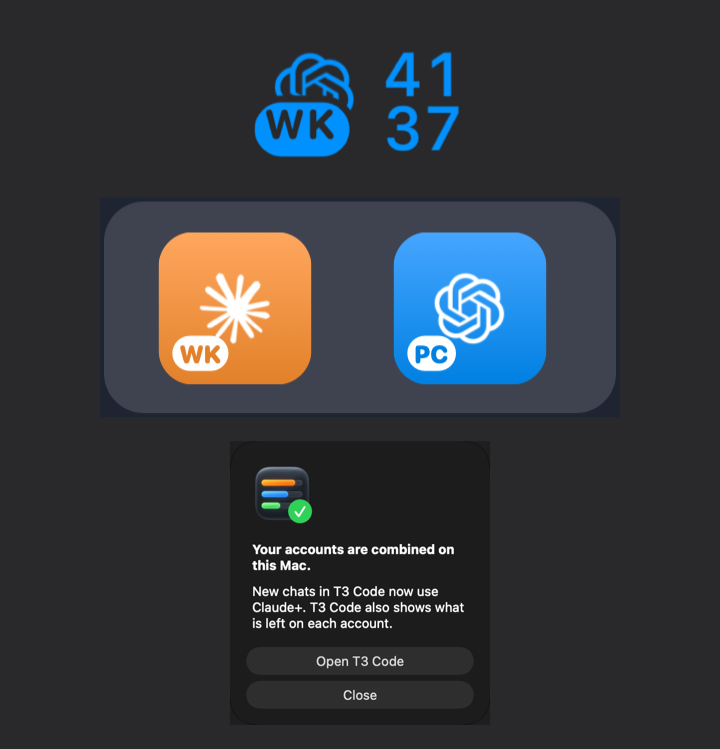 WK
41
37
WK
PC
Your accounts are combined on
this Mac.
New chats in T3 Code now use
Claude+. T3 Code also shows what
is left on each account.
Open T3 Code
Close